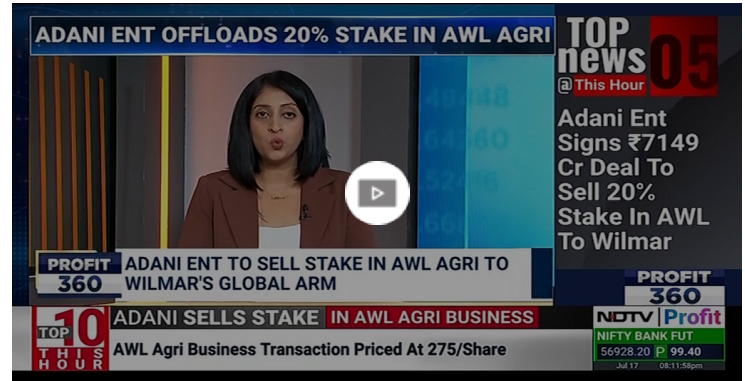 ADANI ENT OFFLOADS 20% STAKE IN AWL AGRI
TOP
news
@This Hour
05
Adani Ent
Signs ₹7149
Cr Deal To
Sell 20%
Stake In AWL
To Wilmar
PROFIT
360
ADANI ENT TO SELL STAKE IN AWL AGRI TO
WILMAR'S GLOBAL ARM
PROFIT
360
TOP 10
THIS
HOUR
ADANI SELLS STAKE IN AWL AGRI BUSINESS
AWL Agri Business Transaction Priced At 275/Share
NDTV Profit
NIFTY BANK FUT
56928.20 P 99.40
Jul 17 08:11:58pm